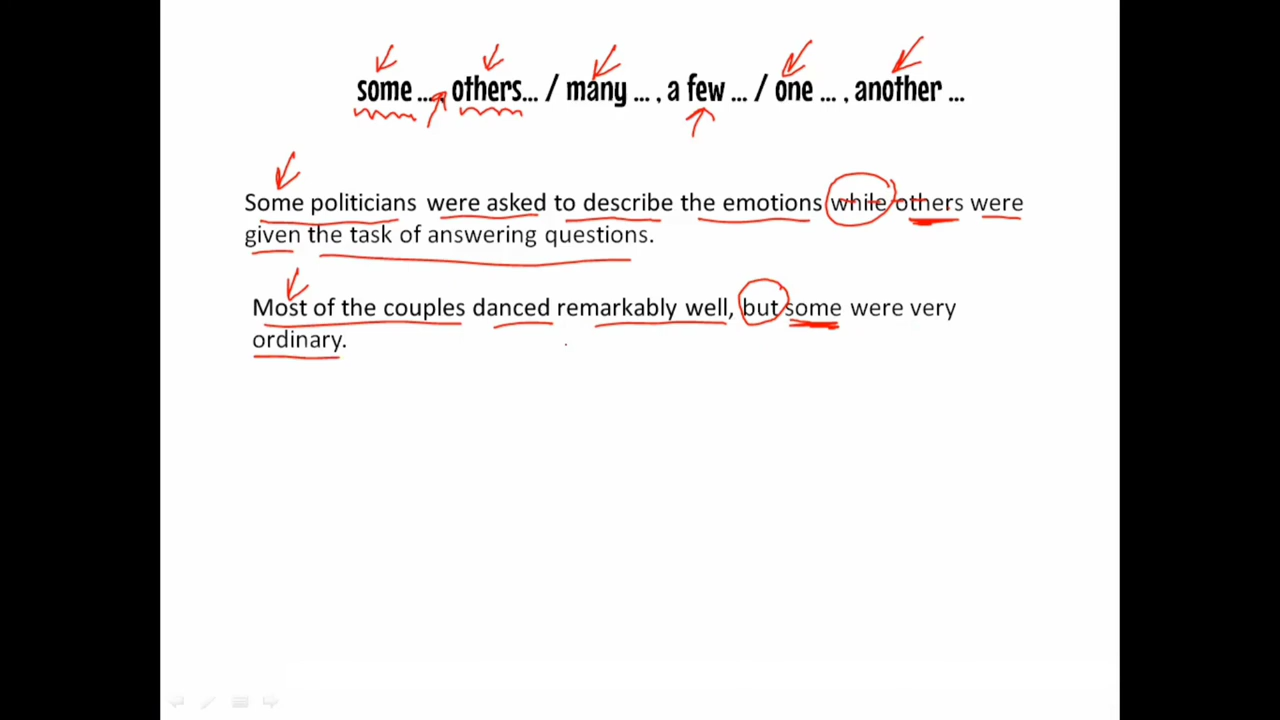 some ... others... / many ... , a few ... / one ... , another ...
Some politicians were asked to describe the emotions while others were
given the task of answering questions.
Most of the couples danced remarkably well, but some were very
ordinary.